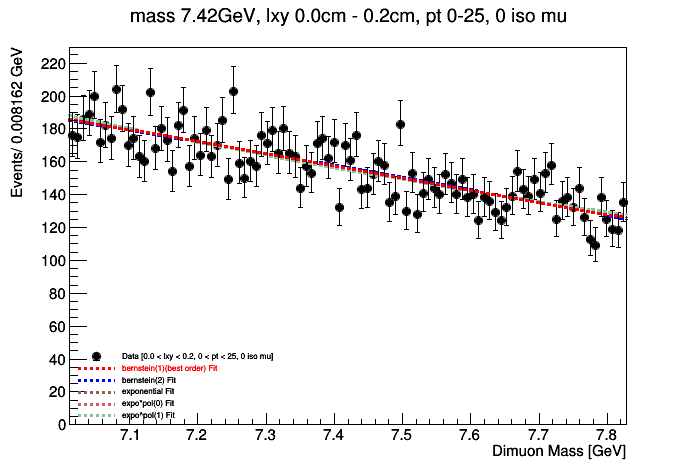 mass 7.42GeV, lxy 0.0cm - 0.2cm, pt 0-25, 0 iso mu
Events/ 0.008162 GeV
220
200
180
160
140
120
100
80
60
40
20
0
Data [0.0 < lxy < 0.2, 0 < pt < 25, 0 iso mu]
bernstein(1)(best order) Fit
bernstein(2) Fit
exponential Fit
expo*pol(0) Fit
expo*pol(1) Fit
7.1 7.2 7.3 7.4 7.5 7.6 7.7 7.8
Dimuon Mass [GeV]